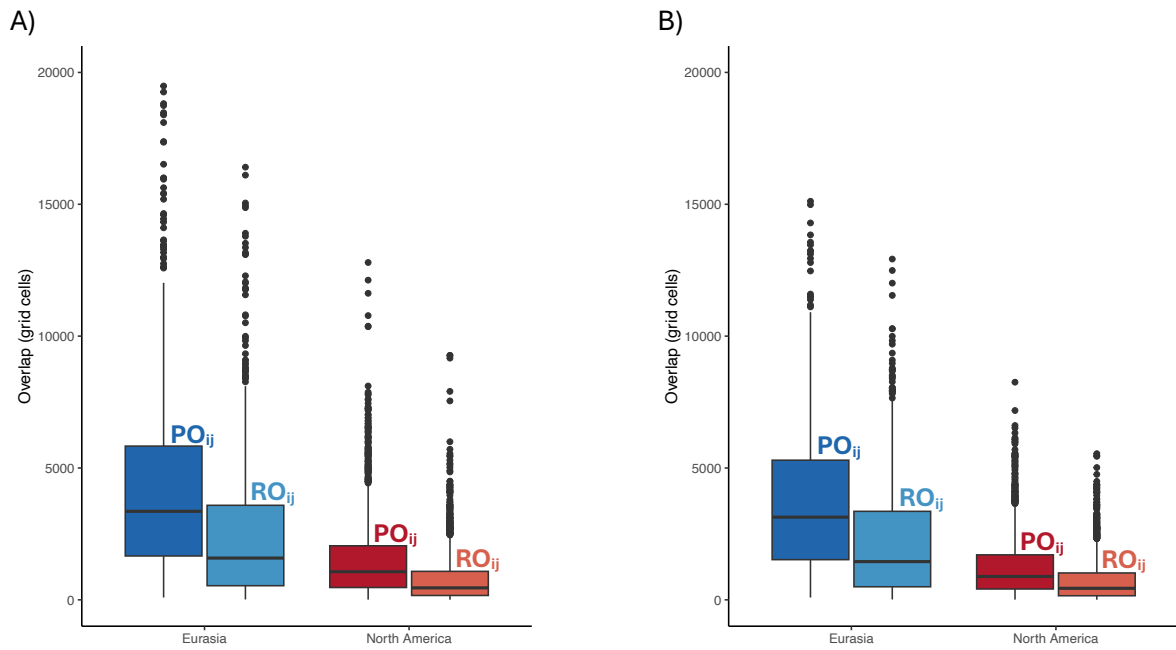 A)
20000
15000
10000
5000
0
Overlap (grid cells)
POij
ROij
POij
ROij
Eurasia
North America
B)
20000
15000
10000
5000
0
Overlap (grid cells)
POij
ROij
POij
ROij
Eurasia
North America